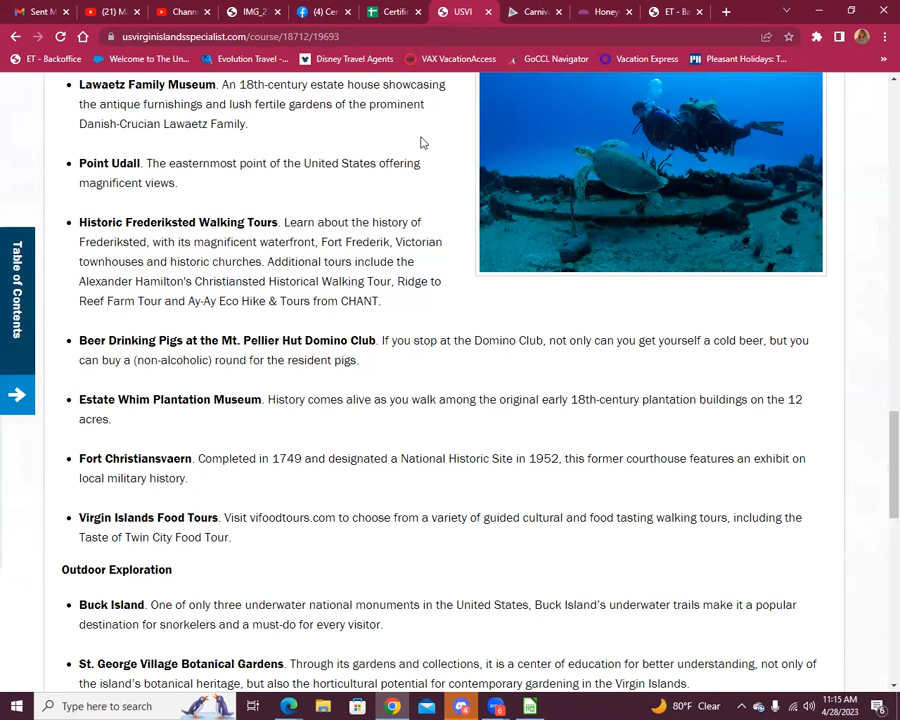 Sent M
(21) M
Chann
IMG_2
(4) Cer
Certific
USVI
Carniv
Honey
ET - Ba
usvirginislandsspecialist.com/course/18712/19693
ET - Backoffice
Welcome to The Un...
Evolution Travel -...
Disney Travel Agents
VAX VacationAccess
GoCCL Navigator
Vacation Express
Pleasant Holidays: T...
Lawaetz Family Museum. An 18th-century estate house showcasing
the antique furnishings and lush fertile gardens of the prominent
Danish-Crucian Lawaetz Family.
Point Udall. The easternmost point of the United States offering
magnificent views.
Historic Frederiksted Walking Tours. Learn about the history of
Frederiksted, with its magnificent waterfront, Fort Frederik, Victorian
townhouses and historic churches. Additional tours include the
Alexander Hamilton's Christiansted Historical Walking Tour, Ridge to
Reef Farm Tour and Ay-Ay Eco Hike & Tours from CHANT.
Table of Contents
Beer Drinking Pigs at the Mt. Pellier Hut Domino Club. If you stop at the Domino Club, not only can you get yourself a cold beer, but you
can buy a (non-alcoholic) round for the resident pigs.
Estate Whim Plantation Museum. History comes alive as you walk among the original early 18th-century plantation buildings on the 12
acres.
Fort Christiansvaern. Completed in 1749 and designated a National Historic Site in 1952, this former courthouse features an exhibit on
local military history.
Virgin Islands Food Tours. Visit vifoodtours.com to choose from a variety of guided cultural and food tasting walking tours, including the
Taste of Twin City Food Tour.
Outdoor Exploration
Buck Island. One of only three underwater national monuments in the United States, Buck Island's underwater trails make it a popular
destination for snorkelers and a must-do for every visitor.
St. George Village Botanical Gardens. Through its gardens and collections, it is a center of education for better understanding, not only of
the island's botanical heritage, but also the horticultural potential for contemporary gardening in the Virgin Islands.
Type here to search
80°F Clear
11:15 AM
4/28/2023